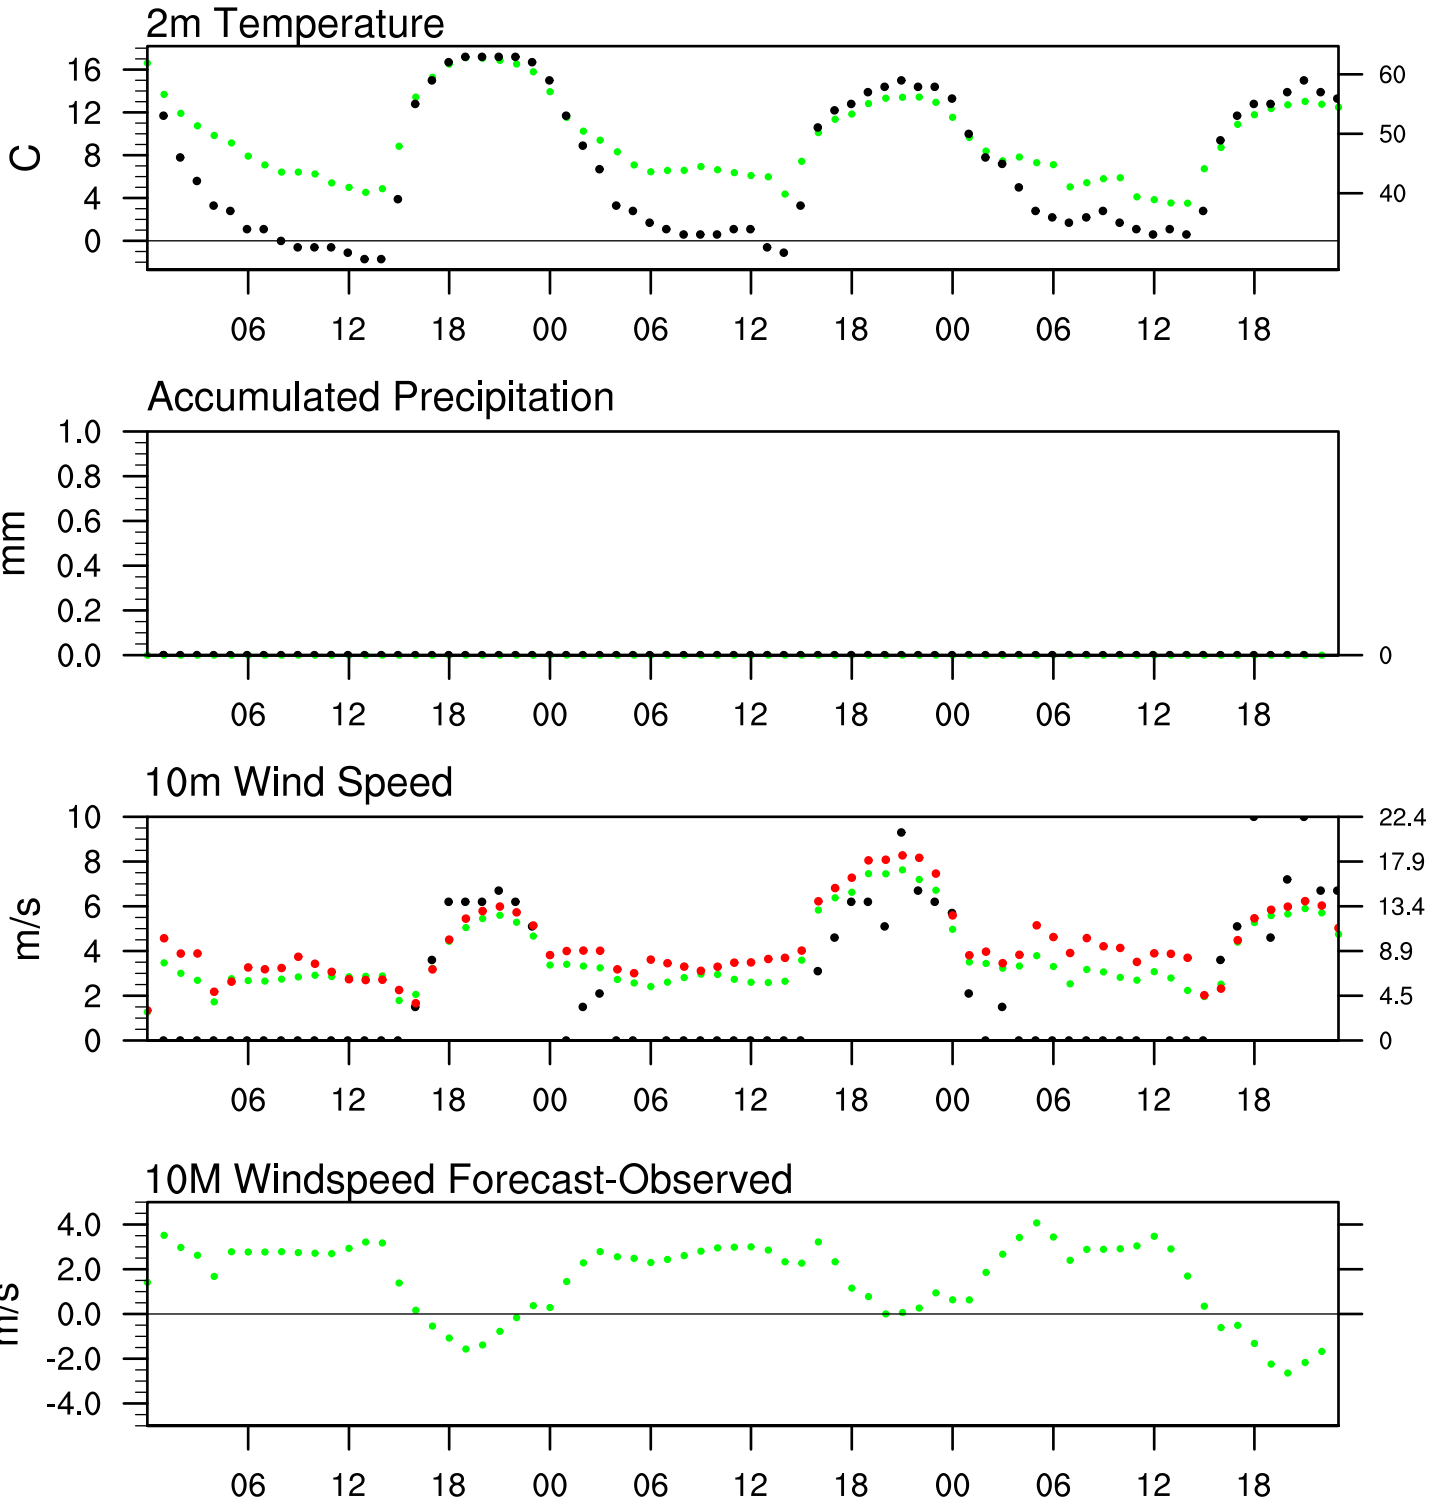 2m Temperature
16
12
8
4
0
C
60
50
40
06 12 18 00 06 12 18 00 06 12 18
Accumulated Precipitation
1.0
0.8
0.6
0.4
0.2
0.0
mm
0
06 12 18 00 06 12 18 00 06 12 18
10m Wind Speed
10
8
6
4
2
0
m/s
22.4
17.9
13.4
8.9
4.5
0
06 12 18 00 06 12 18 00 06 12 18
10M Windspeed Forecast-Observed
4.0
2.0
0.0
-2.0
-4.0
m/s
06 12 18 00 06 12 18 00 06 12 18